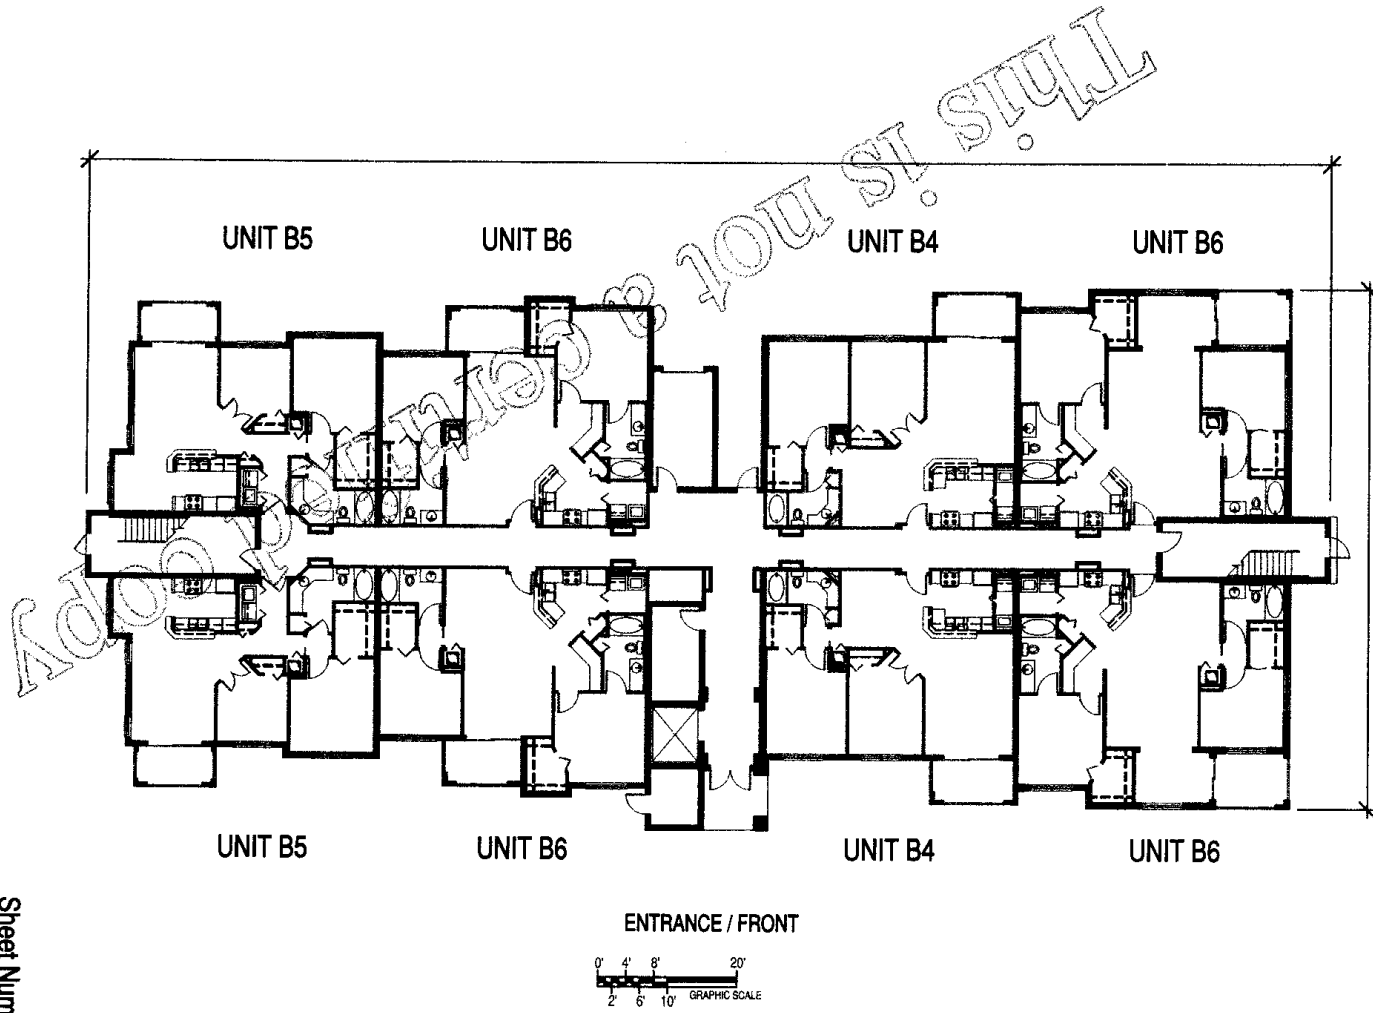 This is not a certified copy
UNIT B5 UNIT B6 UNIT B4 UNIT B6
UNIT B5 UNIT B6 UNIT B4 UNIT B6
ENTRANCE / FRONT
0' 4' 8' 20'
2' 6' 10' GRAPHIC SCALE
Sheet Num